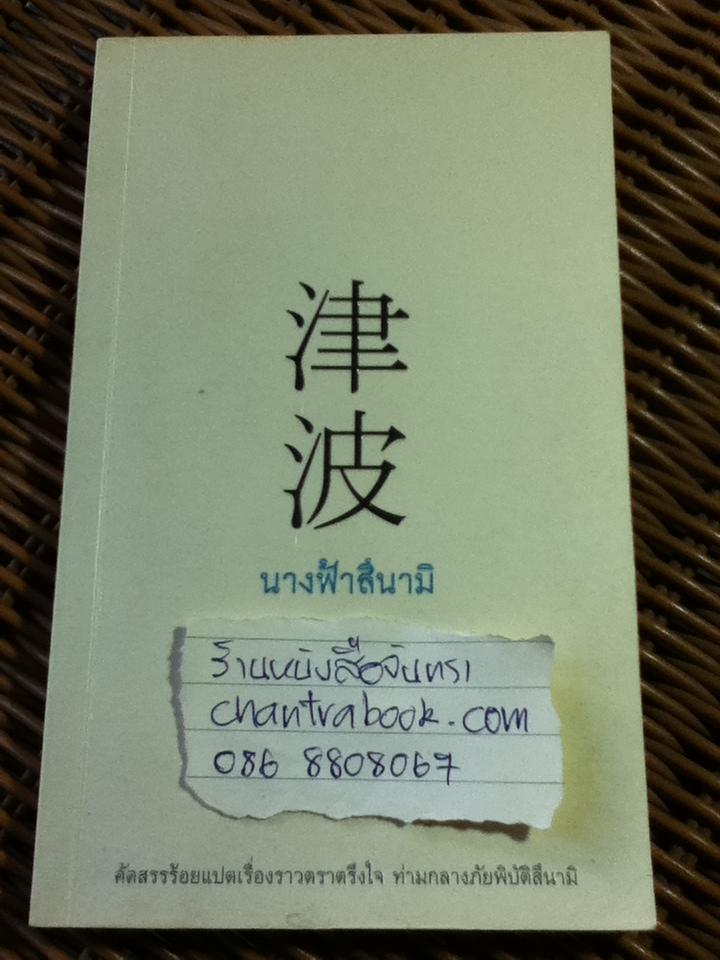 津
波
นางฟ้าสึนามิ
ร้านหนังสือจันทรา
chantrabook.com
086 8808067
คัดสรรร้อยแปดเรื่องราวตราตรึงใจ ท่ามกลางภัยพิบัติสึนามิ